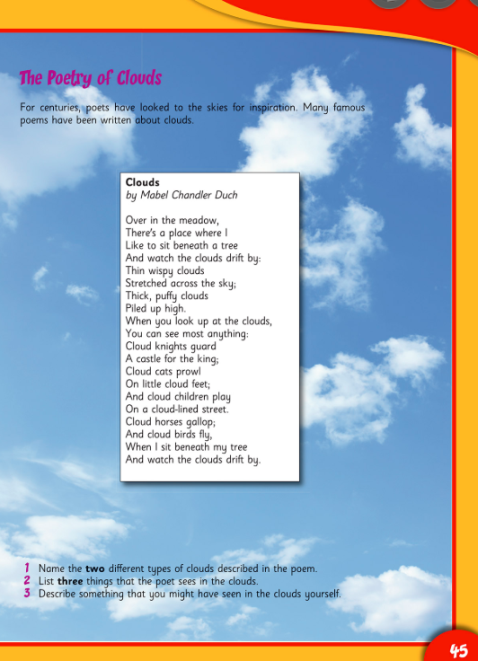 The Poetry of Clouds
For centuries, poets have looked to the skies for inspiration. Many famous
poems have been written about clouds.
Clouds
by Mabel Chandler Duch
Over in the meadow,
There's a place where I
Like to sit beneath a tree
And watch the clouds drift by:
Thin wispy clouds
Stretched across the sky;
Thick, puffy clouds
Piled up high.
When you look up at the clouds,
You can see most anything:
Cloud knights guard
A castle for the king;
Cloud cats prowl
On little cloud feet;
And cloud children play
On a cloud-lined street.
Cloud horses gallop;
And cloud birds fly,
When I sit beneath my tree
And watch the clouds drift by.
1 Name the two different types of clouds described in the poem.
2 List three things that the poet sees in the clouds.
3 Describe something that you might have seen in the clouds yourself.
45